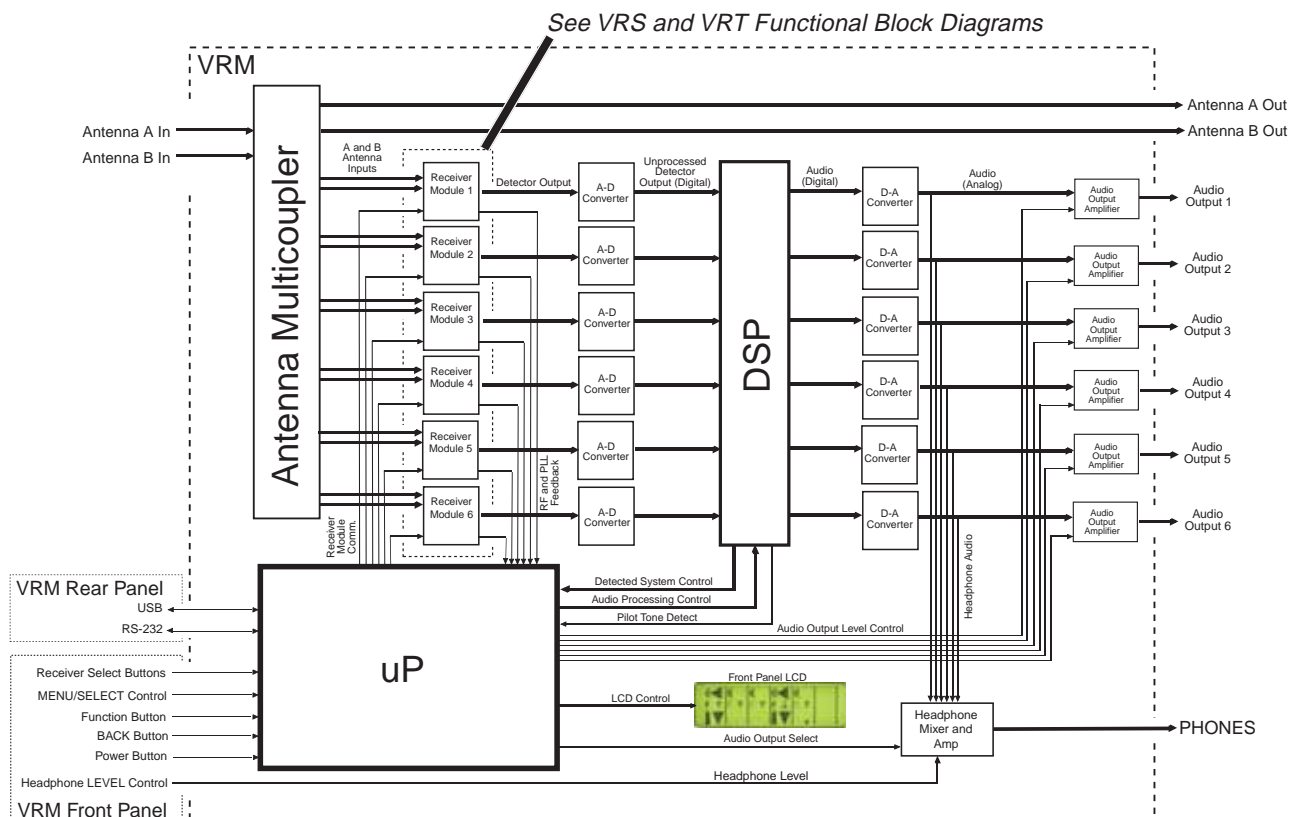 See VRS and VRT Functional Block Diagrams
VRM
Antenna A In
Antenna B In
Antenna Multicoupler
Antenna A Out
Antenna B Out
A and B
Antenna
Inputs
Receiver
Module 1
Detector Output
A-D
Converter
Unprocessed
Detector
Output (Digital)
DSP
Audio
(Digital)
D-A
Converter
Audio
(Analog)
Audio
Output
Amplifier
Audio
Output 1
Receiver
Module 2
A-D
Converter
D-A
Converter
Audio
Output
Amplifier
Audio
Output 2
Receiver
Module 3
A-D
Converter
D-A
Converter
Audio
Output
Amplifier
Audio
Output 3
Receiver
Module 4
A-D
Converter
D-A
Converter
Audio
Output
Amplifier
Audio
Output 4
Receiver
Module 5
A-D
Converter
D-A
Converter
Audio
Output
Amplifier
Audio
Output 5
Receiver
Module 6
A-D
Converter
D-A
Converter
Audio
Output
Amplifier
Audio
Output 6
Receiver
Module
Comm.
RF and PLL
Feedback
Headphone Audio
VRM Rear Panel
USB
RS-232
uP
Detected System Control
Audio Processing Control
Pilot Tone Detect
Audio Output Level Control
Receiver Select Buttons
MENU/SELECT Control
Function Button
BACK Button
Power Button
Headphone LEVEL Control
VRM Front Panel
LCD Control
Front Panel LCD
Audio Output Select
Headphone Level
Headphone
Mixer and
Amp
PHONES